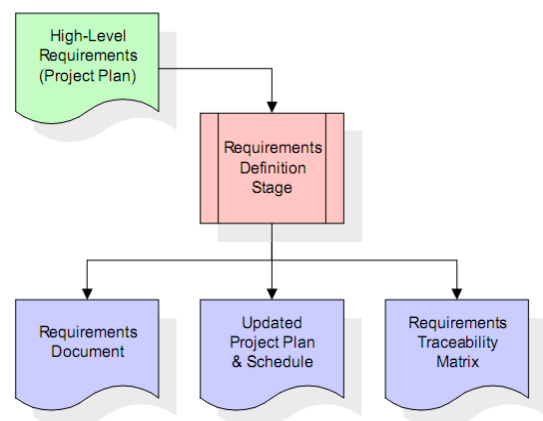 High-Level
Requirements
(Project Plan)
Requirements
Definition
Stage
Requirements
Document
Updated
Project Plan
& Schedule
Requirements
Traceability
Matrix